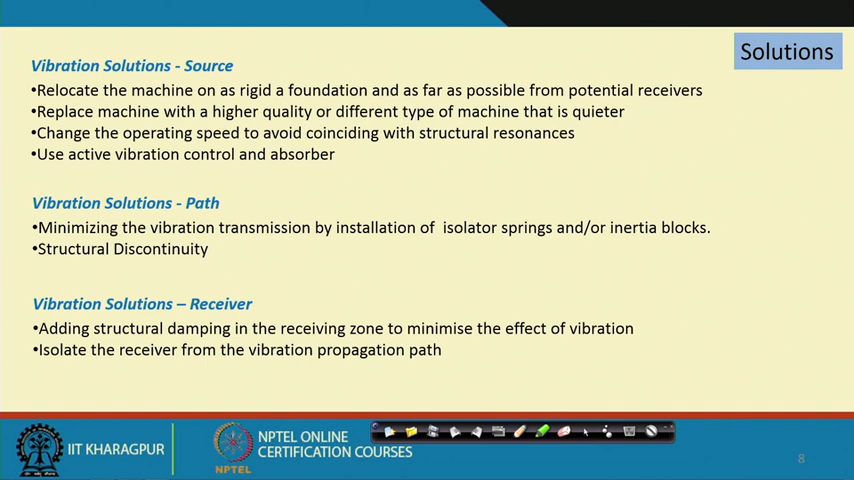 Solutions
Vibration Solutions - Source
•Relocate the machine on as rigid a foundation and as far as possible from potential receivers
•Replace machine with a higher quality or different type of machine that is quieter
•Change the operating speed to avoid coinciding with structural resonances
•Use active vibration control and absorber
Vibration Solutions - Path
•Minimizing the vibration transmission by installation of isolator springs and/or inertia blocks.
•Structural Discontinuity
Vibration Solutions – Receiver
•Adding structural damping in the receiving zone to minimise the effect of vibration
•Isolate the receiver from the vibration propagation path
IIT KHARAGPUR
NPTEL
NPTEL ONLINE
CERTIFICATION COURSES
8